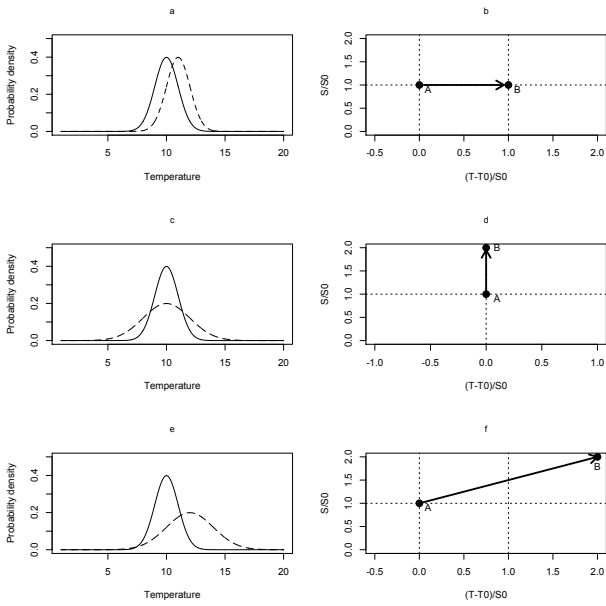 a
Probability density
0.0 0.2 0.4
5 10 15 20
Temperature
b
S/S0
0.0 0.5 1.0 1.5 2.0
A B
-0.5 0.0 0.5 1.0 1.5 2.0
(T-T0)/S0
c
Probability density
0.0 0.2 0.4
5 10 15 20
Temperature
d
S/S0
0.0 0.5 1.0 1.5 2.0
B
A
-1.0 -0.5 0.0 0.5 1.0
(T-T0)/S0
e
Probability density
0.0 0.2 0.4
5 10 15 20
Temperature
f
S/S0
0.0 0.5 1.0 1.5 2.0
B
A
0.0 0.5 1.0 1.5 2.0
(T-T0)/S0